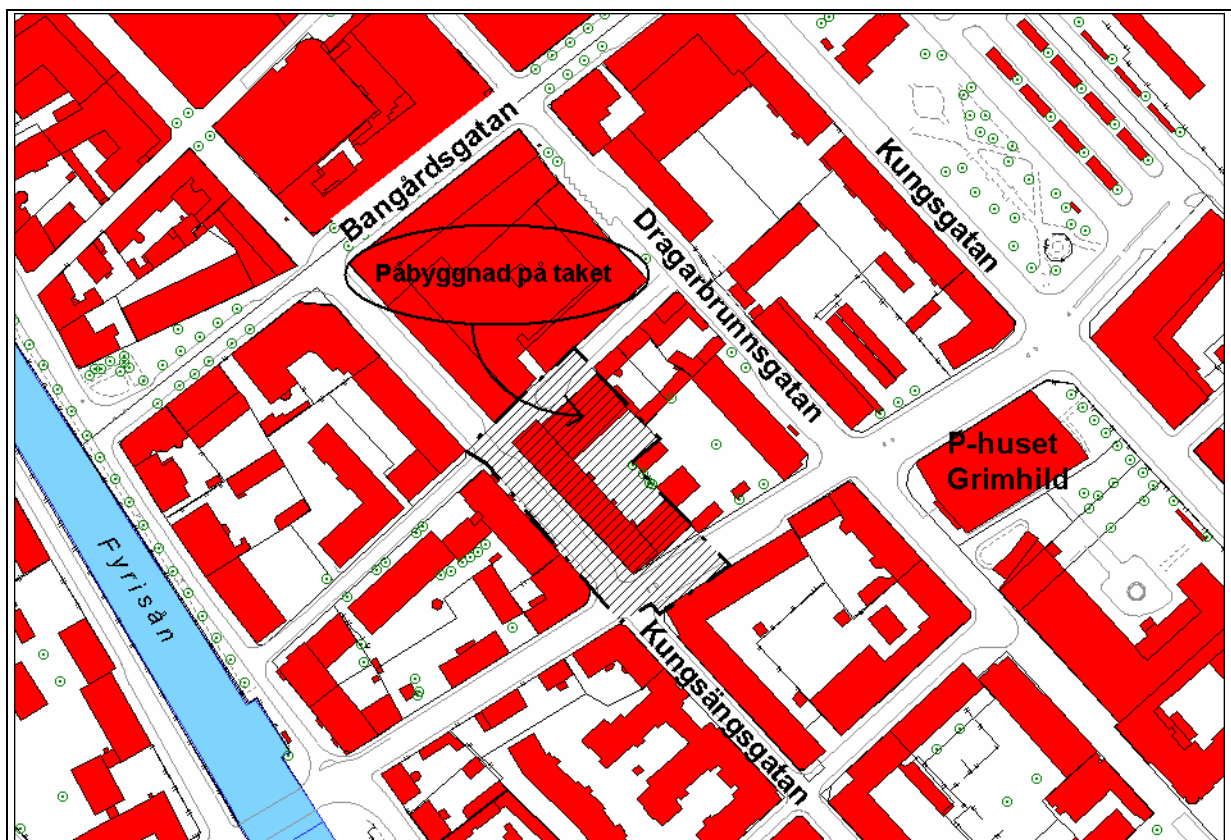 Bangårdsgatan
Kungsgatan
Dragarbrunnsgatan
Påbyggnad på taket
P-huset
Grimhild
Fyrisån
Kungsängsgatan